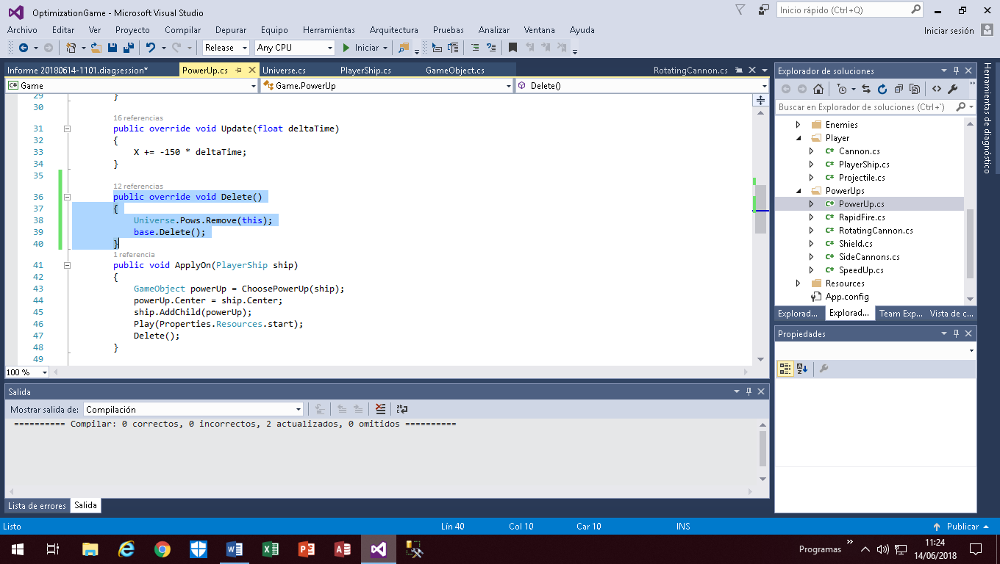 OptimizationGame - Microsoft Visual Studio
Inicio rápido (Ctrl+Q)
Archivo Editar Ver Proyecto Compilar Depurar Equipo Herramientas Arquitectura Pruebas Analizar Ventana Ayuda
Iniciar sesión
Release Any CPU Iniciar
Informe 20180614-1101.diagsession* PowerUp.cs Universe.cs PlayerShip.cs GameObject.cs RotatingCannon.cs
Game Game.PowerUp Delete()
29 }
30
16 referencias
31 public override void Update(float deltaTime)
32 {
33 X += -150 * deltaTime;
34 }
35
12 referencias
36 public override void Delete()
37 {
38 Universe.Pows.Remove(this);
39 base.Delete();
40 }
1 referencia
41 public void ApplyOn(PlayerShip ship)
42 {
43 GameObject powerUp = ChoosePowerUp(ship);
44 powerUp.Center = ship.Center;
45 ship.AddChild(powerUp);
46 Play(Properties.Resources.start);
47 Delete();
48 }
49
100 %
Salida
Mostrar salida de: Compilación
========== Compilar: 0 correctos, 0 incorrectos, 2 actualizados, 0 omitidos ==========
Lista de errores Salida
Explorador de soluciones
Buscar en Explorador de soluciones (Ctrl+´)
Enemies
Player
C# Cannon.cs
C# PlayerShip.cs
C# Projectile.cs
PowerUps
C# PowerUp.cs
C# RapidFire.cs
C# RotatingCannon.cs
C# Shield.cs
C# SideCannons.cs
C# SpeedUp.cs
Resources
App.config
Explorad... Explorad... Team Exp... Vista de c...
Propiedades
Herramientas de diagnóstico
Listo Lín 40 Col 10 Car 10 INS Publicar
Programas
11:24
14/06/2018